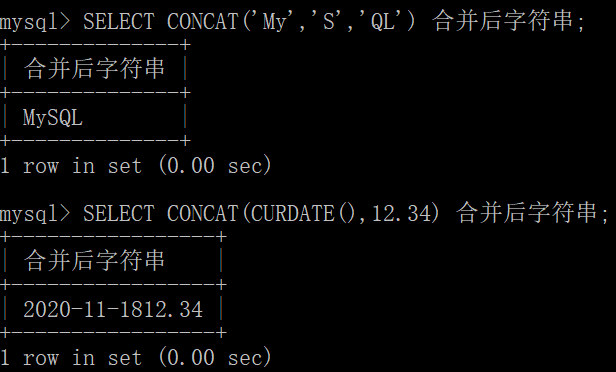 mysql> SELECT CONCAT('My','S','QL') 合并后字符串;
+--------------+
| 合并后字符串 |
+--------------+
| MySQL        |
+--------------+
1 row in set (0.00 sec)
mysql> SELECT CONCAT(CURDATE(),12.34) 合并后字符串;
+-----------------+
| 合并后字符串    |
+-----------------+
| 2020-11-1812.34 |
+-----------------+
1 row in set (0.00 sec)